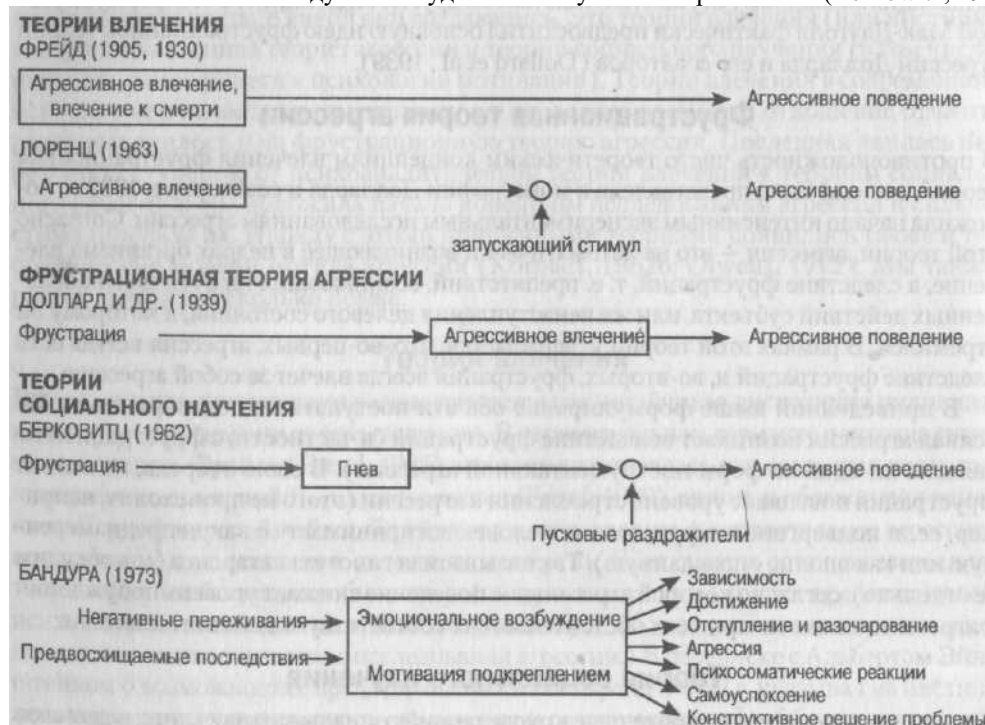 ТЕОРИИ ВЛЕЧЕНИЯ
ФРЕЙД (1905, 1930)
Агрессивное влечение,
влечение к смерти
Агрессивное поведение
ЛОРЕНЦ (1963)
Агрессивное влечение
Агрессивное поведение
запускающий стимул
ФРУСТРАЦИОННАЯ ТЕОРИЯ АГРЕССИИ
ДОЛЛАРД И ДР. (1939)
Фрустрация
Агрессивное влечение
Агрессивное поведение
ТЕОРИИ
СОЦИАЛЬНОГО НАУЧЕНИЯ
БЕРКОВИТЦ (1962)
Фрустрация
Гнев
Агрессивное поведение
Пусковые раздражители
БАНДУРА (1973)
Негативные переживания
Эмоциональное возбуждение
Предвосхищаемые последствия
Мотивация подкреплением
Зависимость
Достижение
Отступление и разочарование
Агрессия
Психосоматические реакции
Самоуспокоение
Конструктивное решение проблемы